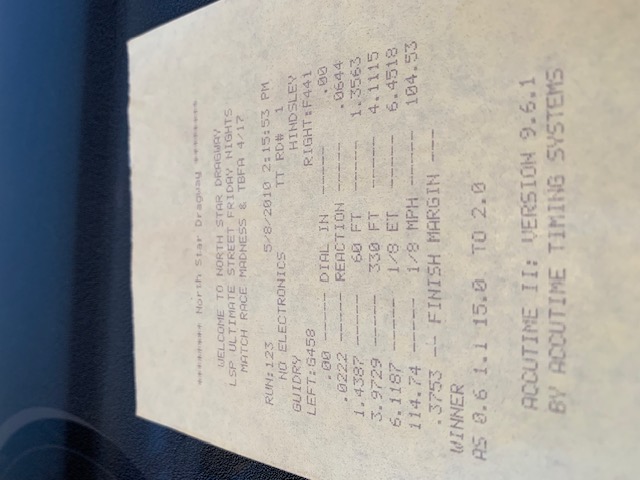 ******** North Star Dragway ********
WELCOME TO NORTH STAR DRAGWAY
LSP ULTIMATE STREET FRIDAY NIGHTS
MATCH RACE MADNESS & TBFA 4/17
RUN:123 5/8/2010 2:15:53 PM
NO ELECTRONICS TT RD# 1
GUIDRY HINDSLEY
LEFT:G458 RIGHT:F441
.00 ----- DIAL IN ----- .00
.0222 ----- REACTION ----- .0644
1.4387 ----- 60 FT ----- 1.3563
3.9729 ----- 330 FT ----- 4.1115
6.1187 ----- 1/8 ET ----- 6.4518
114.74 ----- 1/8 MPH ----- 104.53
.3753 -- FINISH MARGIN ---
WINNER
AS 0.6 1.1 15.0 TO 2.0
ACCUTIME II: VERSION 9.6.1
BY ACCUTIME TIMING SYSTEMS